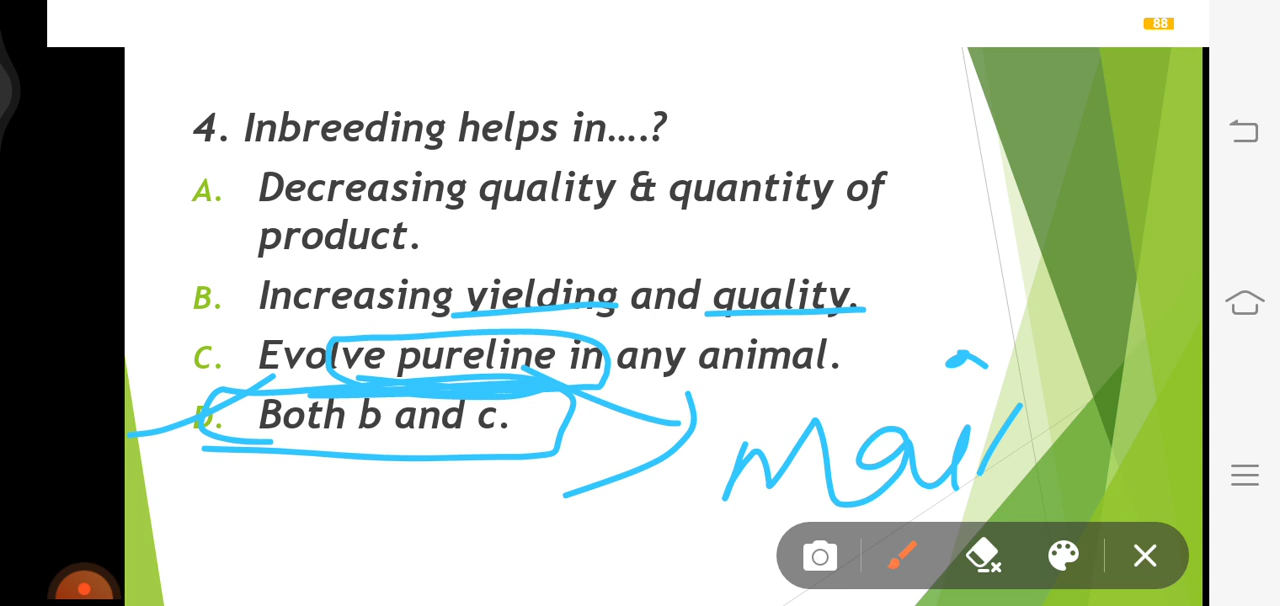 88
4. Inbreeding helps in....?
A. Decreasing quality & quantity of
product.
B. Increasing yielding and quality.
C. Evolve pureline in any animal.
D. Both b and c.